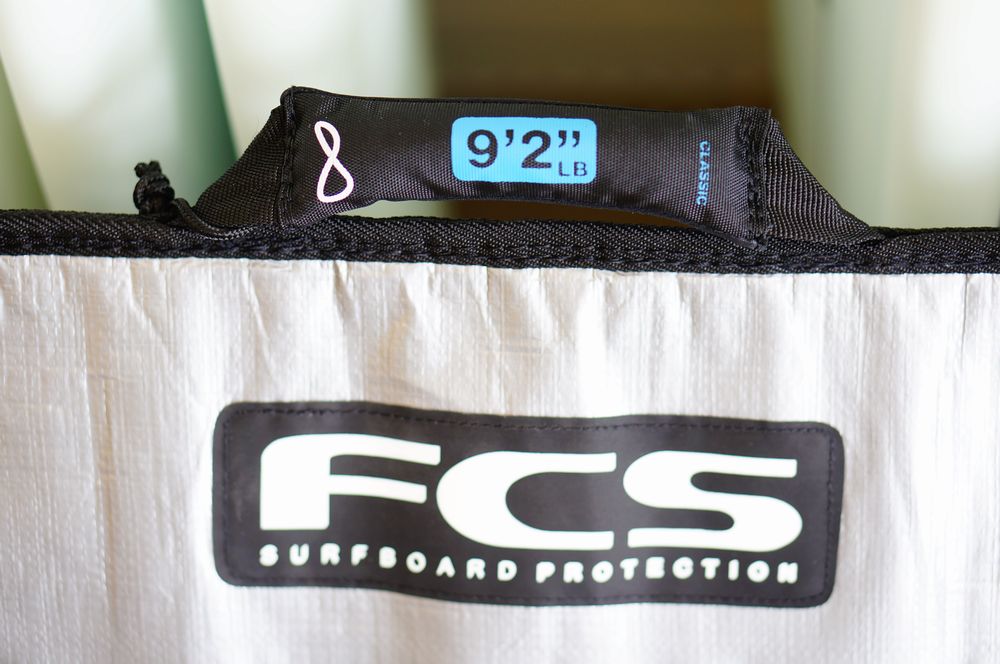 9'2"
LB
CLASSIC
FCS
SURFBOARD PROTECTION